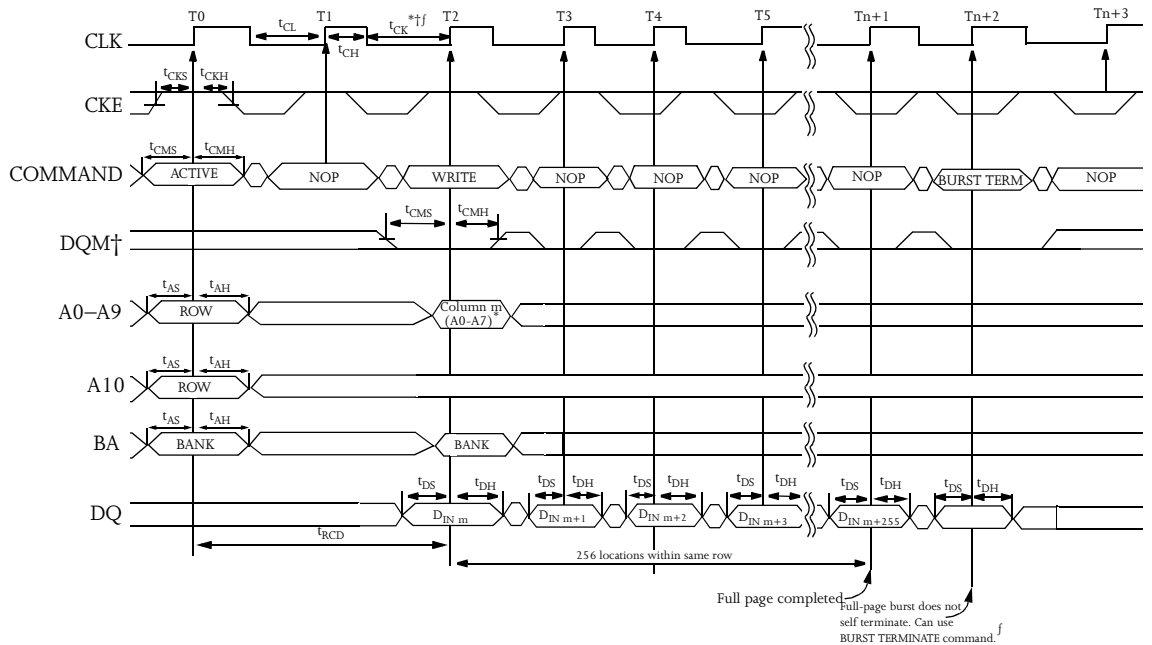 T0 T1 T2 T3 T4 T5 Tn+1 Tn+2 Tn+3
CLK tCL tCH tCK*†ƒ
CKE tCKS tCKH
tCMS tCMH
COMMAND ACTIVE NOP WRITE NOP NOP NOP NOP BURST TERM NOP
tCMS tCMH
DQM†
tAS tAH
A0–A9 ROW Column m
(A0-A7)*
tAS tAH
A10 ROW
tAS tAH
BA BANK BANK
tDS tDH tDS tDH tDS tDH tDS tDH tDS tDH tDS tDH
DQ DIN m DIN m+1 DIN m+2 DIN m+3 DIN m+255
tRCD
256 locations within same row
Full page completed
Full-page burst does not
self terminate. Can use
BURST TERMINATE command.ƒ